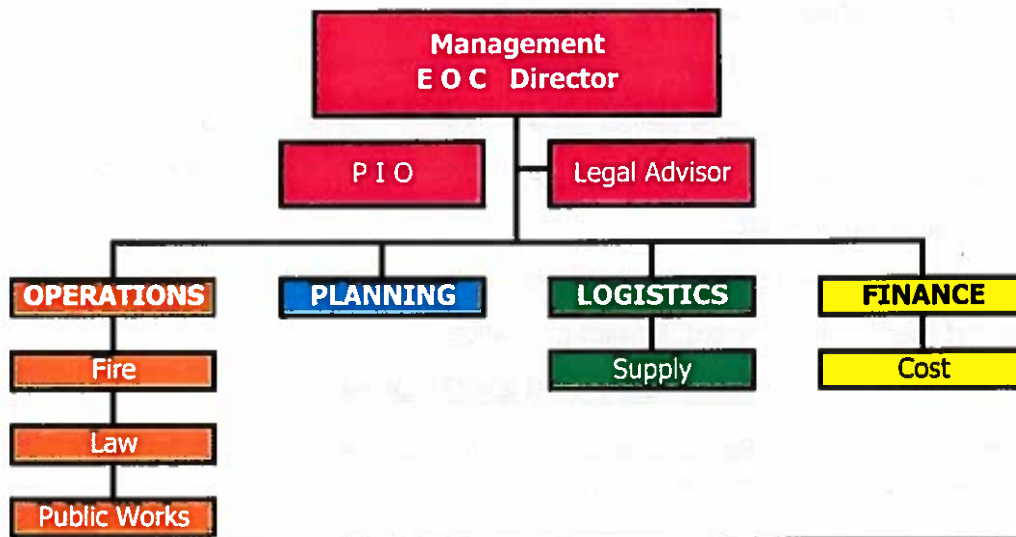 Management
E O C Director
P I O
Legal Advisor
OPERATIONS
PLANNING
LOGISTICS
FINANCE
Fire
Supply
Cost
Law
Public Works